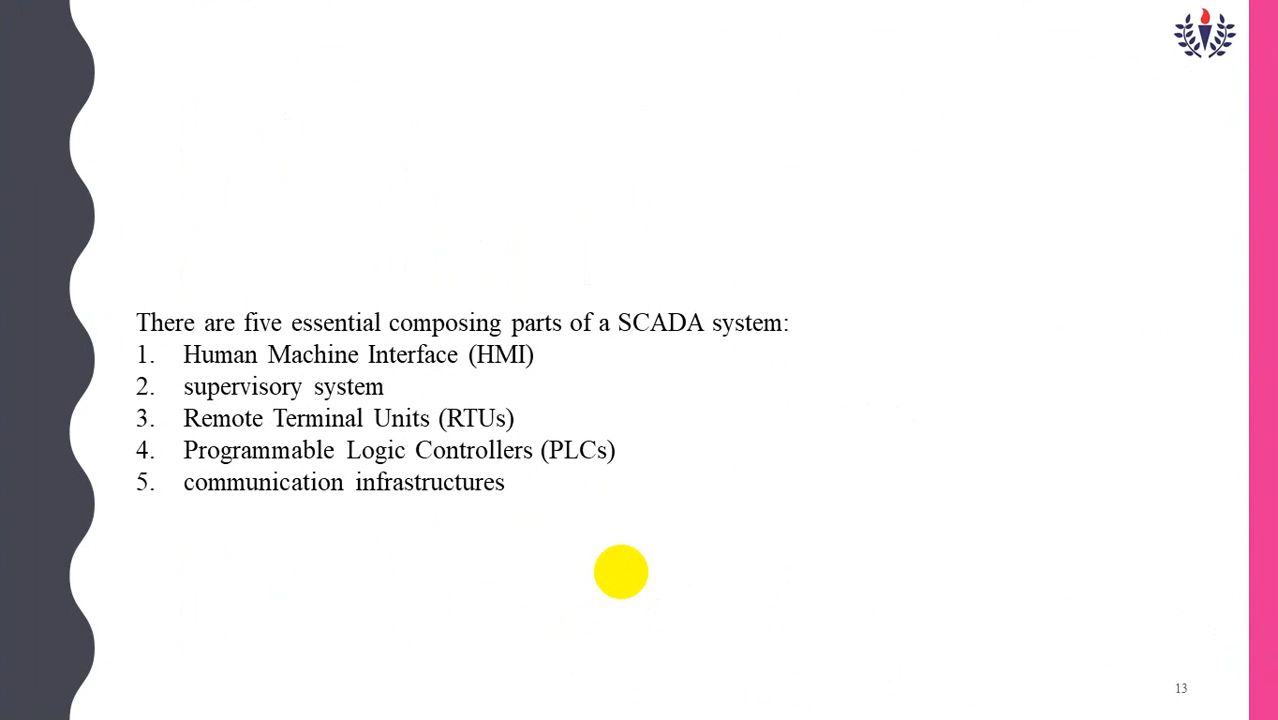 There are five essential composing parts of a SCADA system:
1. Human Machine Interface (HMI)
2. supervisory system
3. Remote Terminal Units (RTUs)
4. Programmable Logic Controllers (PLCs)
5. communication infrastructures
13